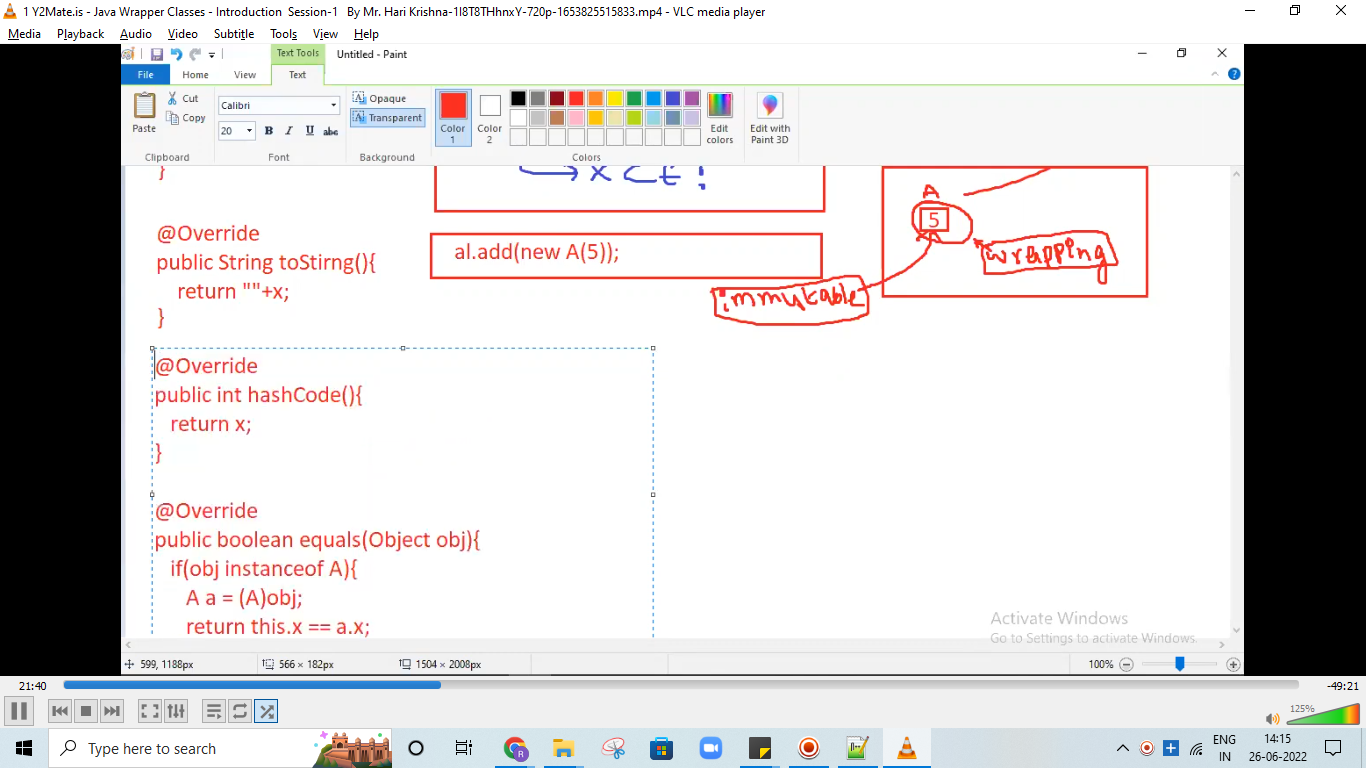 1 Y2Mate.is - Java Wrapper Classes - Introduction Session-1 By Mr. Hari Krishna-1I8T8THhnxY-720p-1653825515833.mp4 - VLC media player
Media Playback Audio Video Subtitle Tools View Help
Text Tools Untitled - Paint
File Home View Text
Paste Cut Copy
Clipboard
Calibri
20 B I U abc
Font
Opaque
Transparent
Background
Color 1
Color 2
Edit colors
Colors
Edit with Paint 3D
}
@Override
public String toStirng(){
return ""+x;
}
al.add(new A(5));
A
5
wrapping
immutable
@Override
public int hashCode(){
return x;
}
@Override
public boolean equals(Object obj){
if(obj instanceof A){
A a = (A)obj;
return this.x == a.x;
Activate Windows
Go to Settings to activate Windows.
599, 1188px 566 × 182px 1504 × 2008px 100%
21:40 -49:21
125%
Type here to search
ENG 14:15
IN 26-06-2022